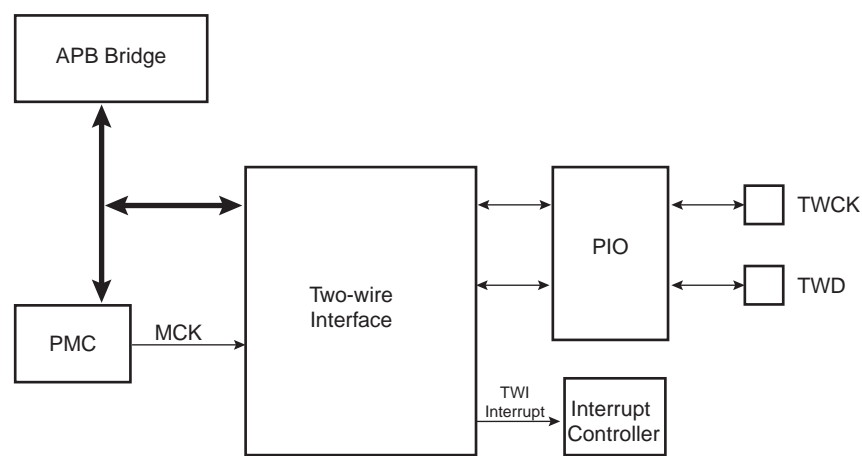 APB Bridge
TWCK
PIO
TWD
Two-wire
Interface
PMC
MCK
TWI
Interrupt
Interrupt
Controller